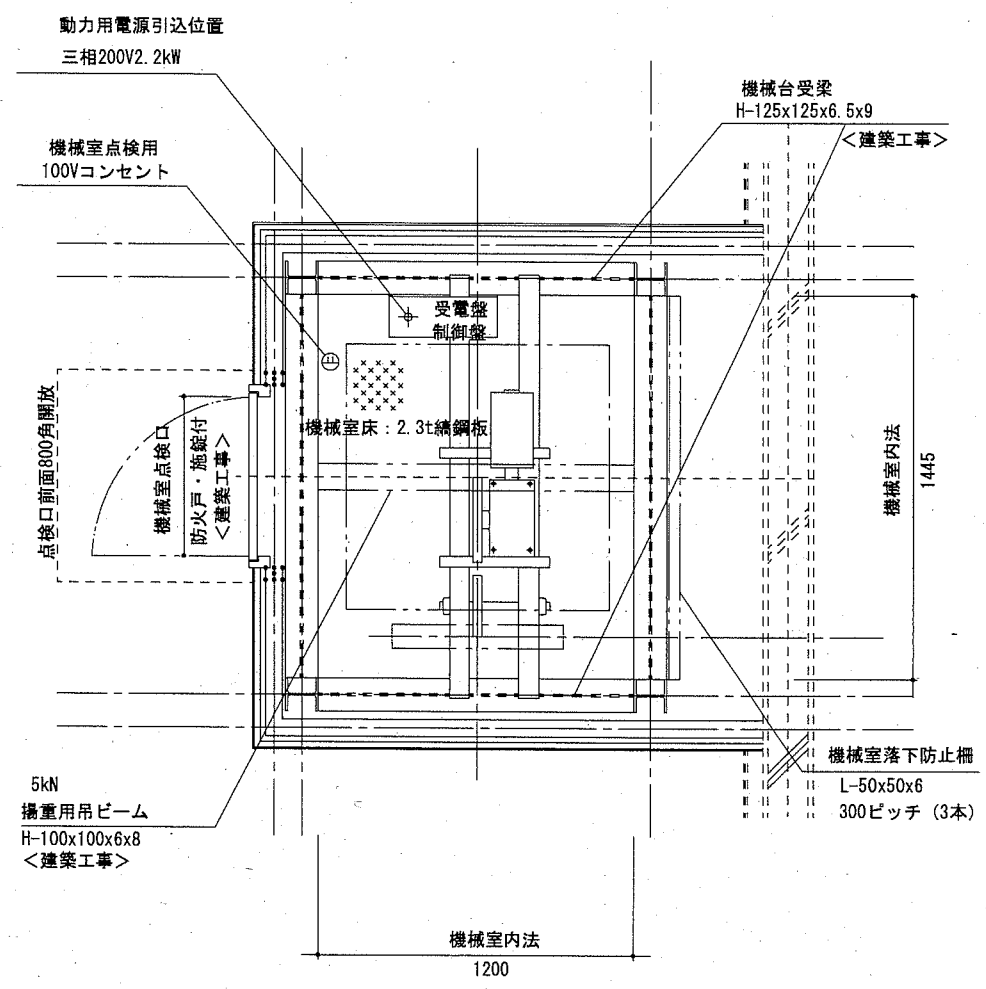 動力用電源引込位置
三相200V2.2kW
機械室点検用
100Vコンセント
機械台受梁
H-125x125x6.5x9
<建築工事>
受電盤
制御盤
機械室床：2.3t縞鋼板
点検口前面800角開放
機械室点検口
防火戸・施錠付
<建築工事>
機械室内法
1445
5kN
揚重用吊ビーム
H-100x100x6x8
<建築工事>
機械室落下防止柵
L-50x50x6
300ピッチ（3本）
機械室内法
1200